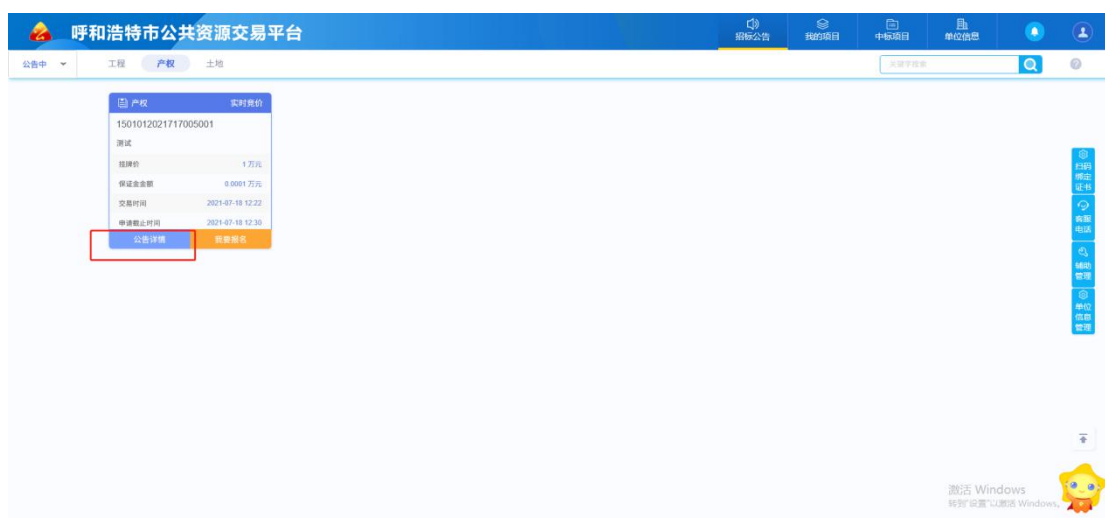 呼和浩特市公共资源交易平台
招标公告
我的项目
中标项目
单位信息
公告中
工程
产权
土地
关键字搜索
产权 实时竞价
1501012021717005001
测试
挂牌价 1 万元
保证金金额 0.0001 万元
交易时间 2021-07-18 12:22
申请截止时间 2021-07-18 12:30
公告详情 我要报名
扫码
绑定
证书
客服
电话
辅助
管理
单位
信息
管理
激活 Windows
转到"设置"以激活 Windows。